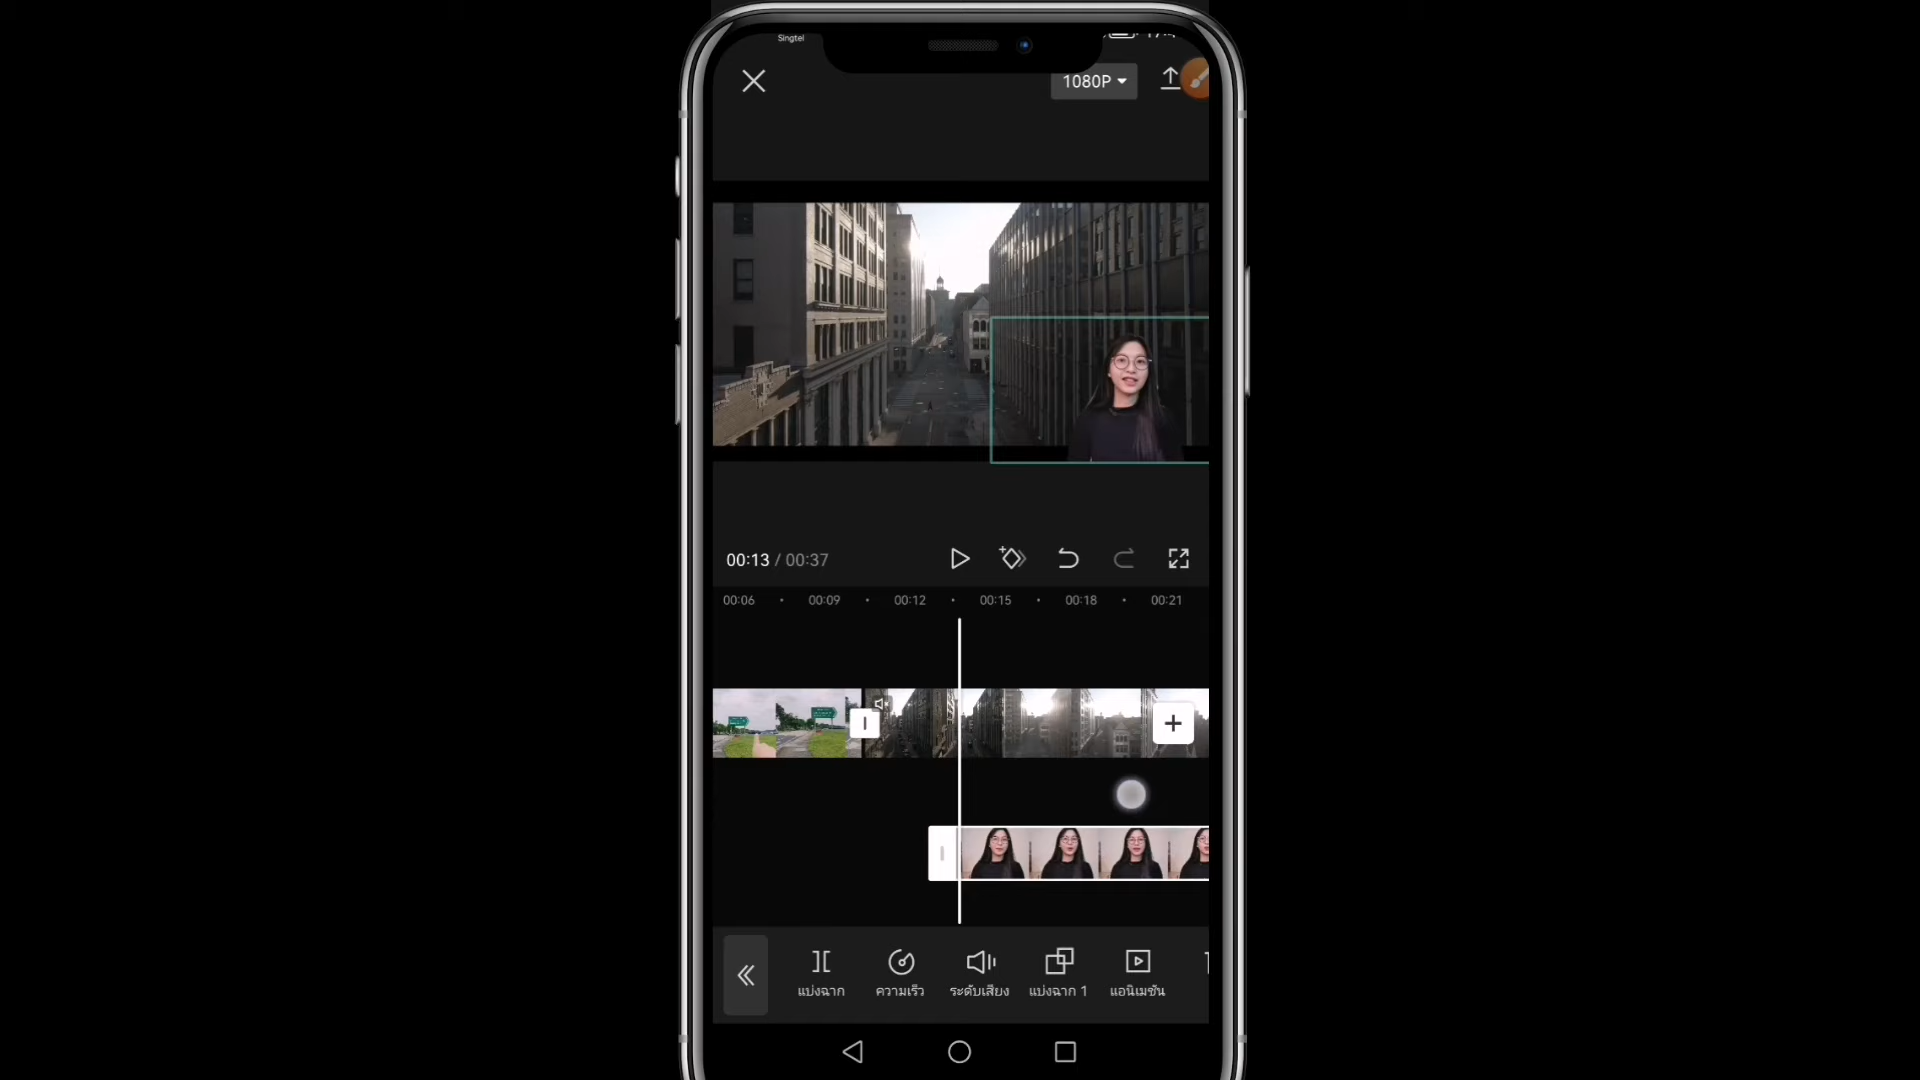 Singtel
1080P
00:13 / 00:37
00:06 00:09 00:12 00:15 00:18 00:21
แบ่งฉาก ความเร็ว ระดับเสียง แบ่งฉาก 1 แอนิเมชัน